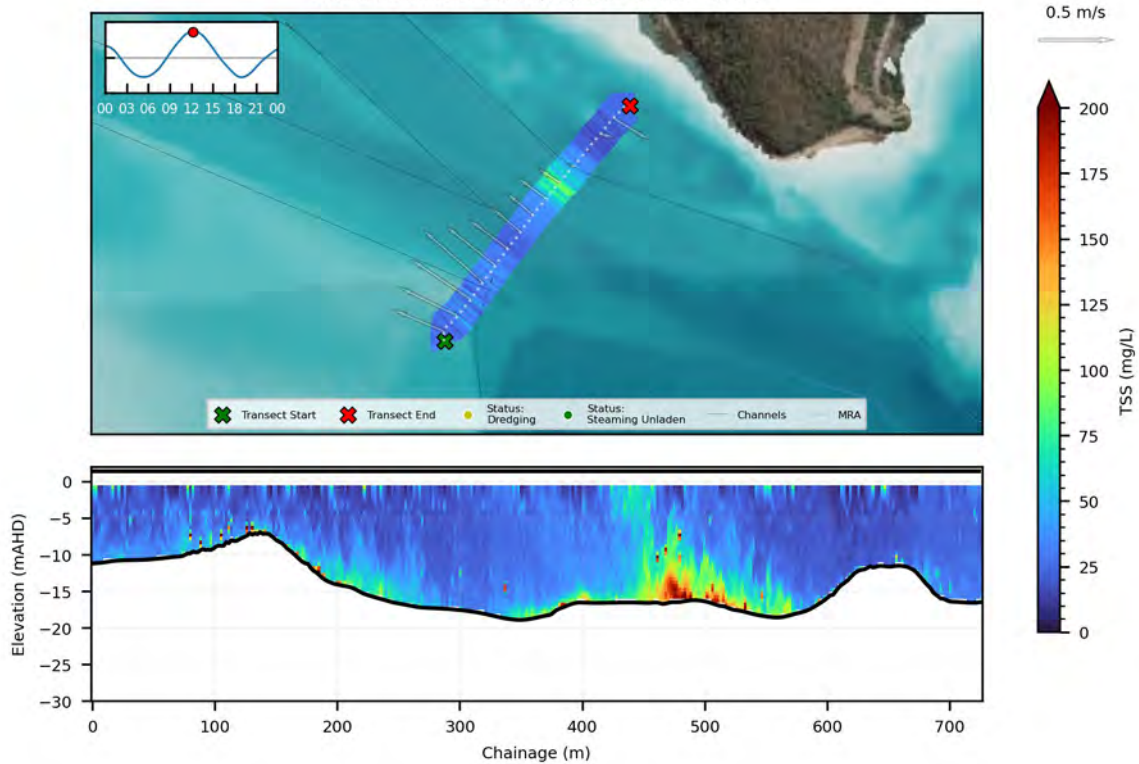 0.5 m/s
00 03 06 09 12 15 18 21 00
Transect Start
Transect End
Status:
Dredging
Status:
Steaming Unladen
Channels
MRA
200
175
150
125
100
75
50
25
0
TSS (mg/L)
0
−5
−10
−15
−20
−25
−30
Elevation (mAHD)
0
100
200
300
400
500
600
700
Chainage (m)